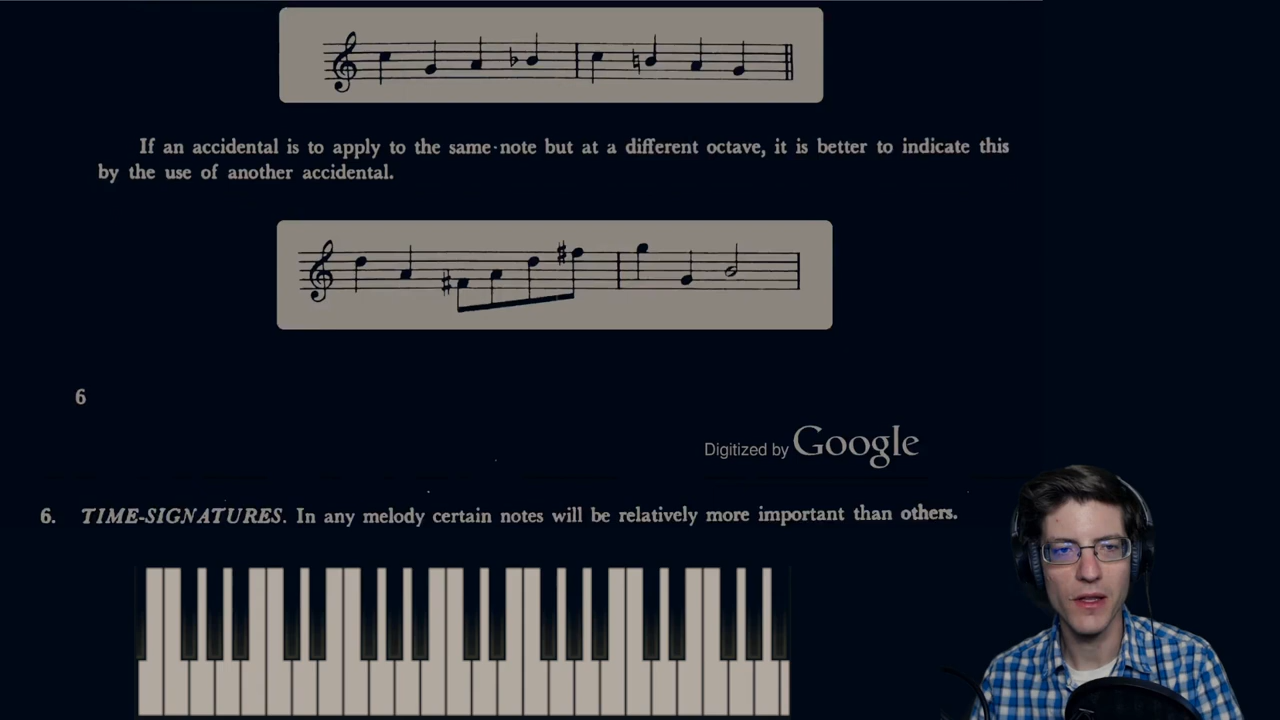 If an accidental is to apply to the same note but at a different octave, it is better to indicate this
by the use of another accidental.
6
Digitized by Google
6. TIME-SIGNATURES. In any melody certain notes will be relatively more important than others.